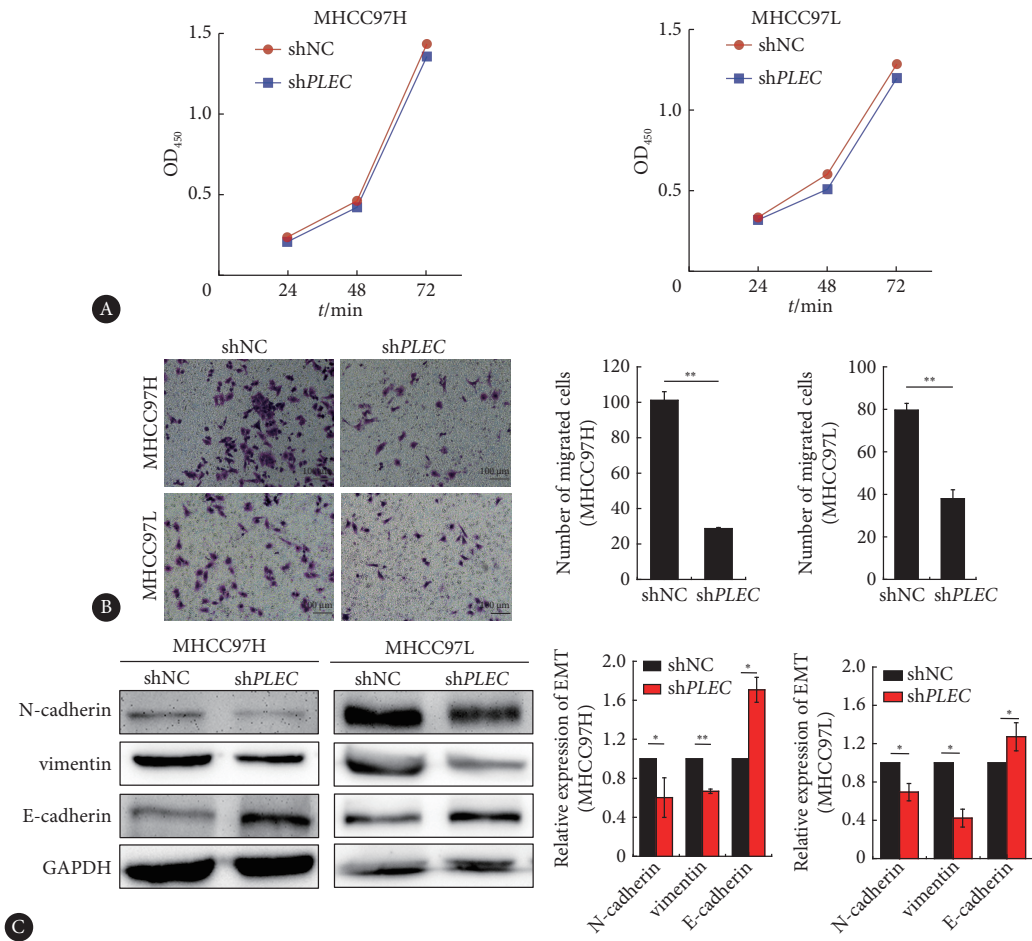 MHCC97H
1.5
1.0
0.5
0
OD450
shNC
shPLEC
24
48
72
t/min
MHCC97L
1.5
1.0
0.5
0
OD450
shNC
shPLEC
24
48
72
t/min
A
shNC
shPLEC
MHCC97H
100 μm
100 μm
MHCC97L
100 μm
100 μm
Number of migrated cells
(MHCC97H)
120
100
80
60
40
20
0
**
shNC
shPLEC
Number of migrated cells
(MHCC97L)
100
80
60
40
20
0
**
shNC
shPLEC
B
MHCC97H
MHCC97L
shNC
shPLEC
shNC
shPLEC
N-cadherin
vimentin
E-cadherin
GAPDH
Relative expression of EMT
(MHCC97H)
2.0
1.6
1.2
0.8
0.4
0
shNC
shPLEC
*
**
*
N-cadherin
vimentin
E-cadherin
Relative expression of EMT
(MHCC97L)
2.0
1.6
1.2
0.8
0.4
0
shNC
shPLEC
*
*
*
N-cadherin
vimentin
E-cadherin
C